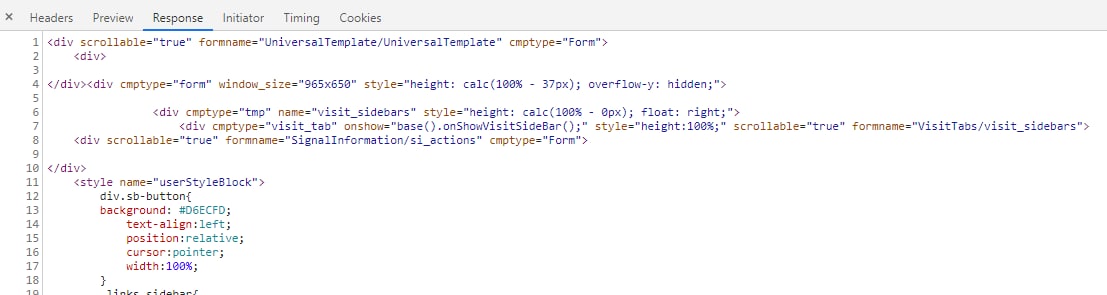 × Headers Preview Response Initiator Timing Cookies
1 <div scrollable="true" formname="UniversalTemplate/UniversalTemplate" cmptype="Form">
2 <div>
3
4 </div><div cmptype="form" window_size="965x650" style="height: calc(100% - 37px); overflow-y: hidden;">
5
6 <div cmptype="tmp" name="visit_sidebars" style="height: calc(100% - 0px); float: right;">
7 <div cmptype="visit_tab" onshow="base().onShowVisitSideBar();" style="height:100%;" scrollable="true" formname="VisitTabs/visit_sidebars">
8 <div scrollable="true" formname="SignalInformation/si_actions" cmptype="Form">
9
10 </div>
11 <style name="userStyleBlock">
12 div.sb-button{
13 background: #D6ECFD;
14 text-align:left;
15 position:relative;
16 cursor:pointer;
17 width:100%;
18 }
19 .links_sidebar{